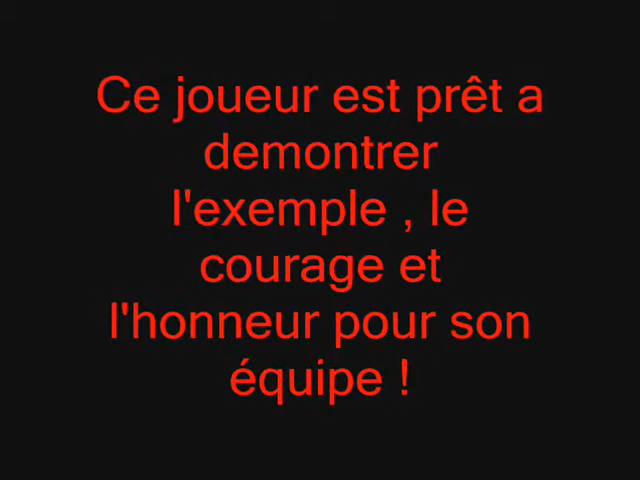 Ce joueur est prêt a
demontrer
l'exemple , le
courage et
l'honneur pour son
équipe !